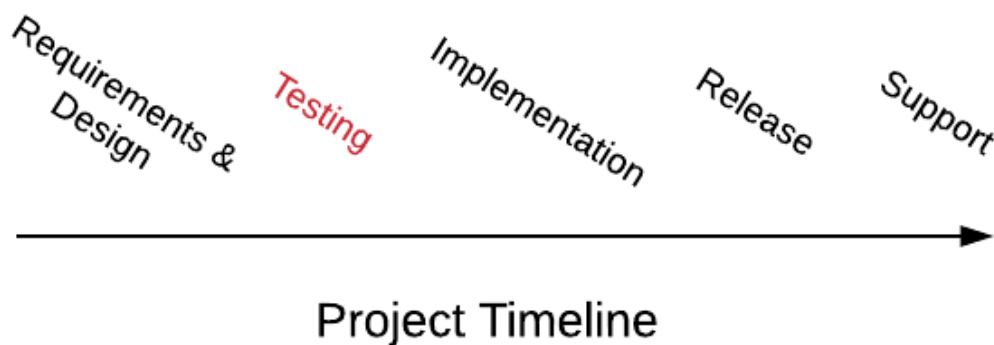 Requirements &
Design
Testing
Implementation
Release
Support
Project Timeline